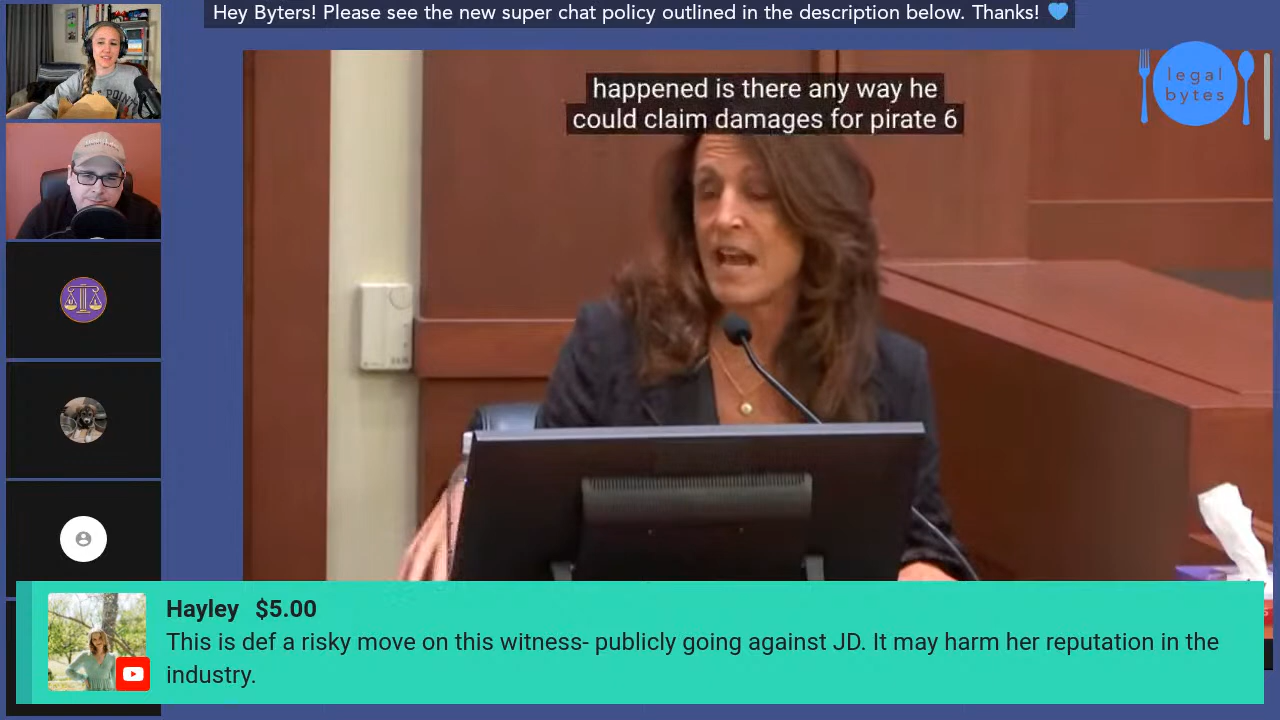 Hey Byters! Please see the new super chat policy outlined in the description below. Thanks! 💙
legal
bytes
happened is there any way he
could claim damages for pirate 6
Hayley $5.00
This is def a risky move on this witness- publicly going against JD. It may harm her reputation in the
industry.